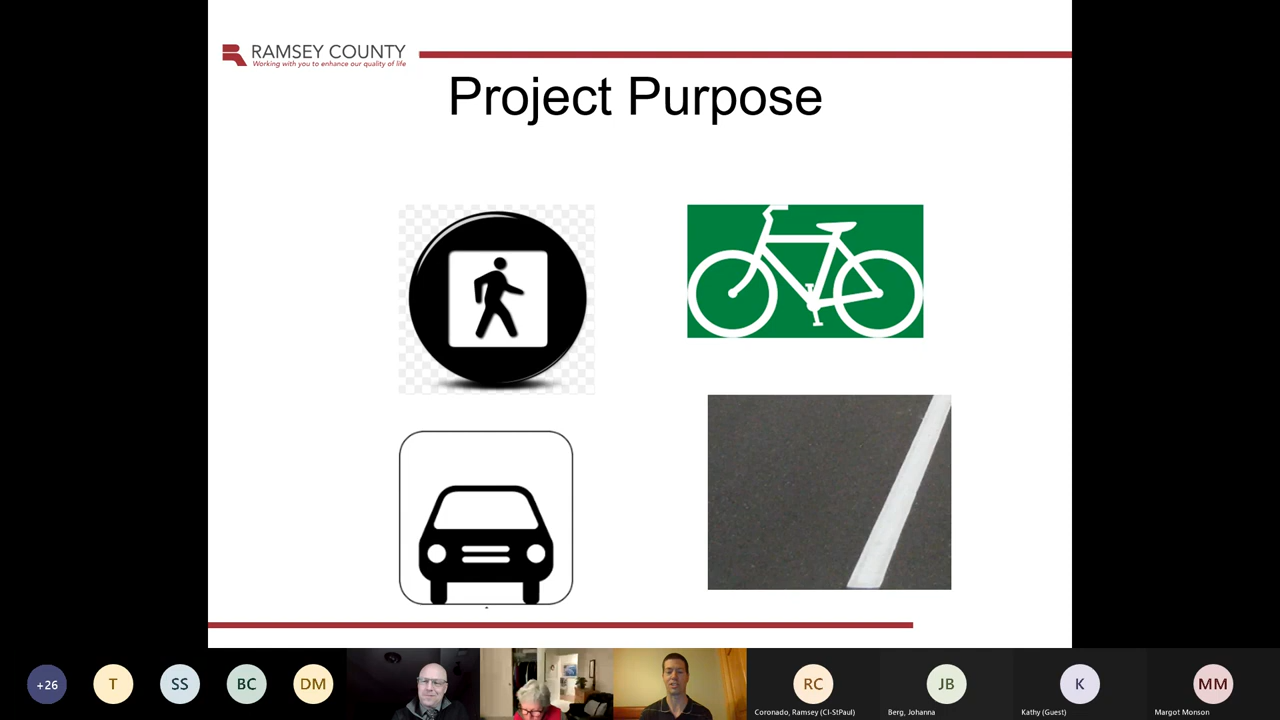 RAMSEY COUNTY
Working with you to enhance our quality of life
Project Purpose
+26
T
SS
BC
DM
RC
JB
K
MM
Coronado, Ramsey (CI-StPaul)
Berg, Johanna
Kathy (Guest)
Margot Monson